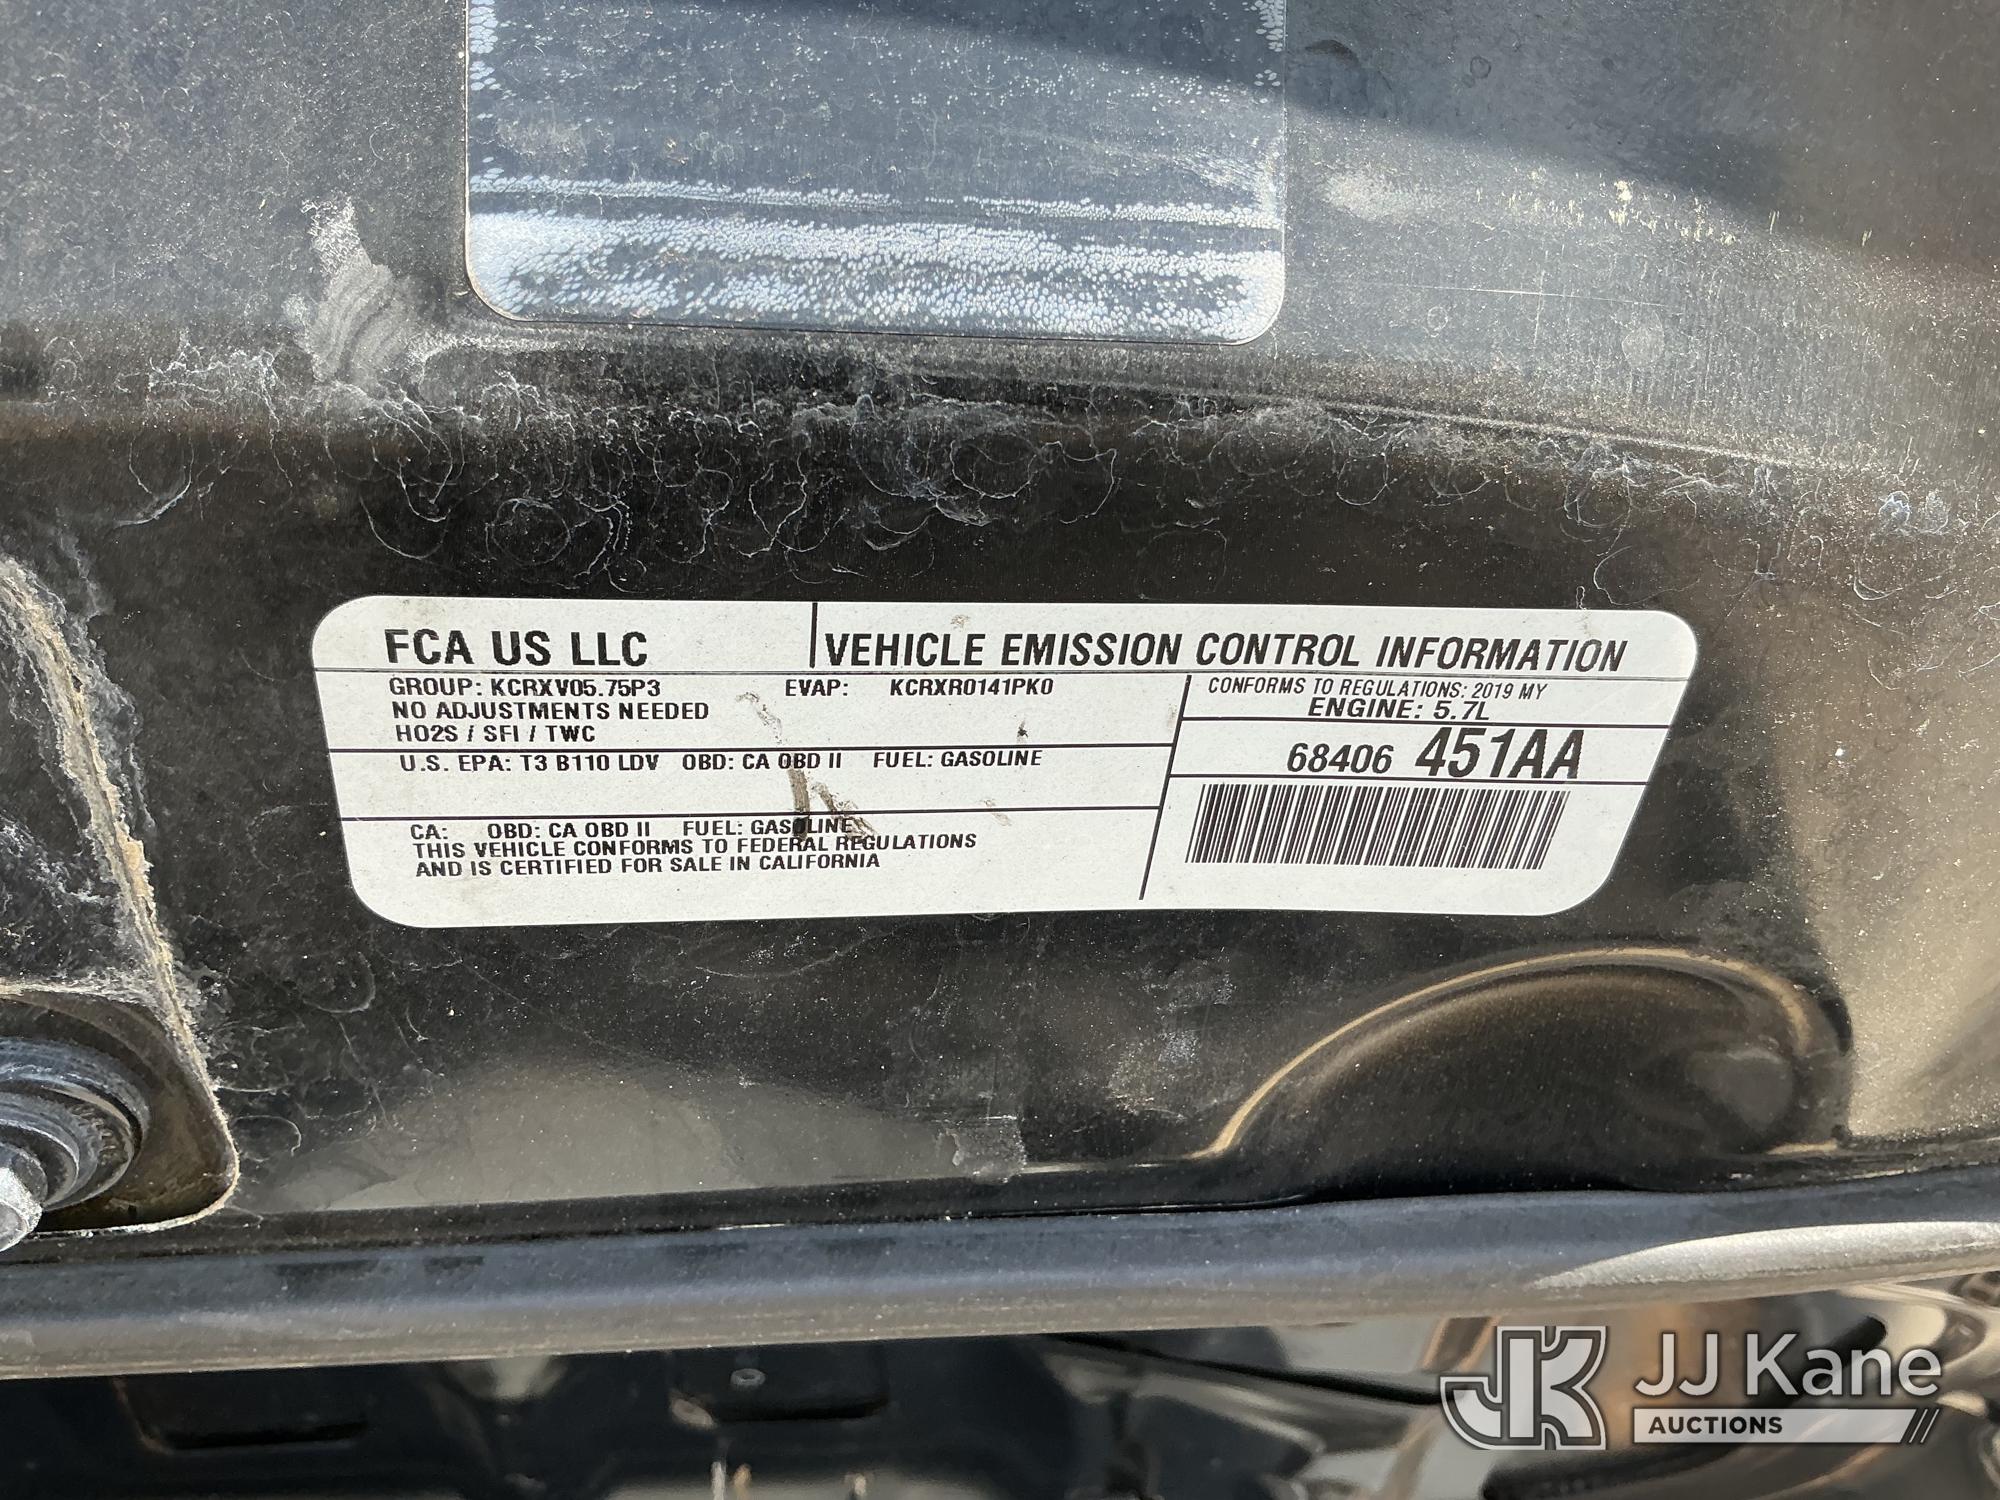 FCA US LLC
VEHICLE EMISSION CONTROL INFORMATION
GROUP: KCRXV05.75P3 EVAP: KCRXR0141PK0
NO ADJUSTMENTS NEEDED
HO2S / SFI / TWC
U.S. EPA: T3 B110 LDV OBD: CA OBD II FUEL: GASOLINE
CA: OBD: CA OBD II FUEL: GASOLINE
THIS VEHICLE CONFORMS TO FEDERAL REGULATIONS
AND IS CERTIFIED FOR SALE IN CALIFORNIA
CONFORMS TO REGULATIONS: 2019 MY
ENGINE: 5.7L
68406 451AA
JK JJ Kane
AUCTIONS